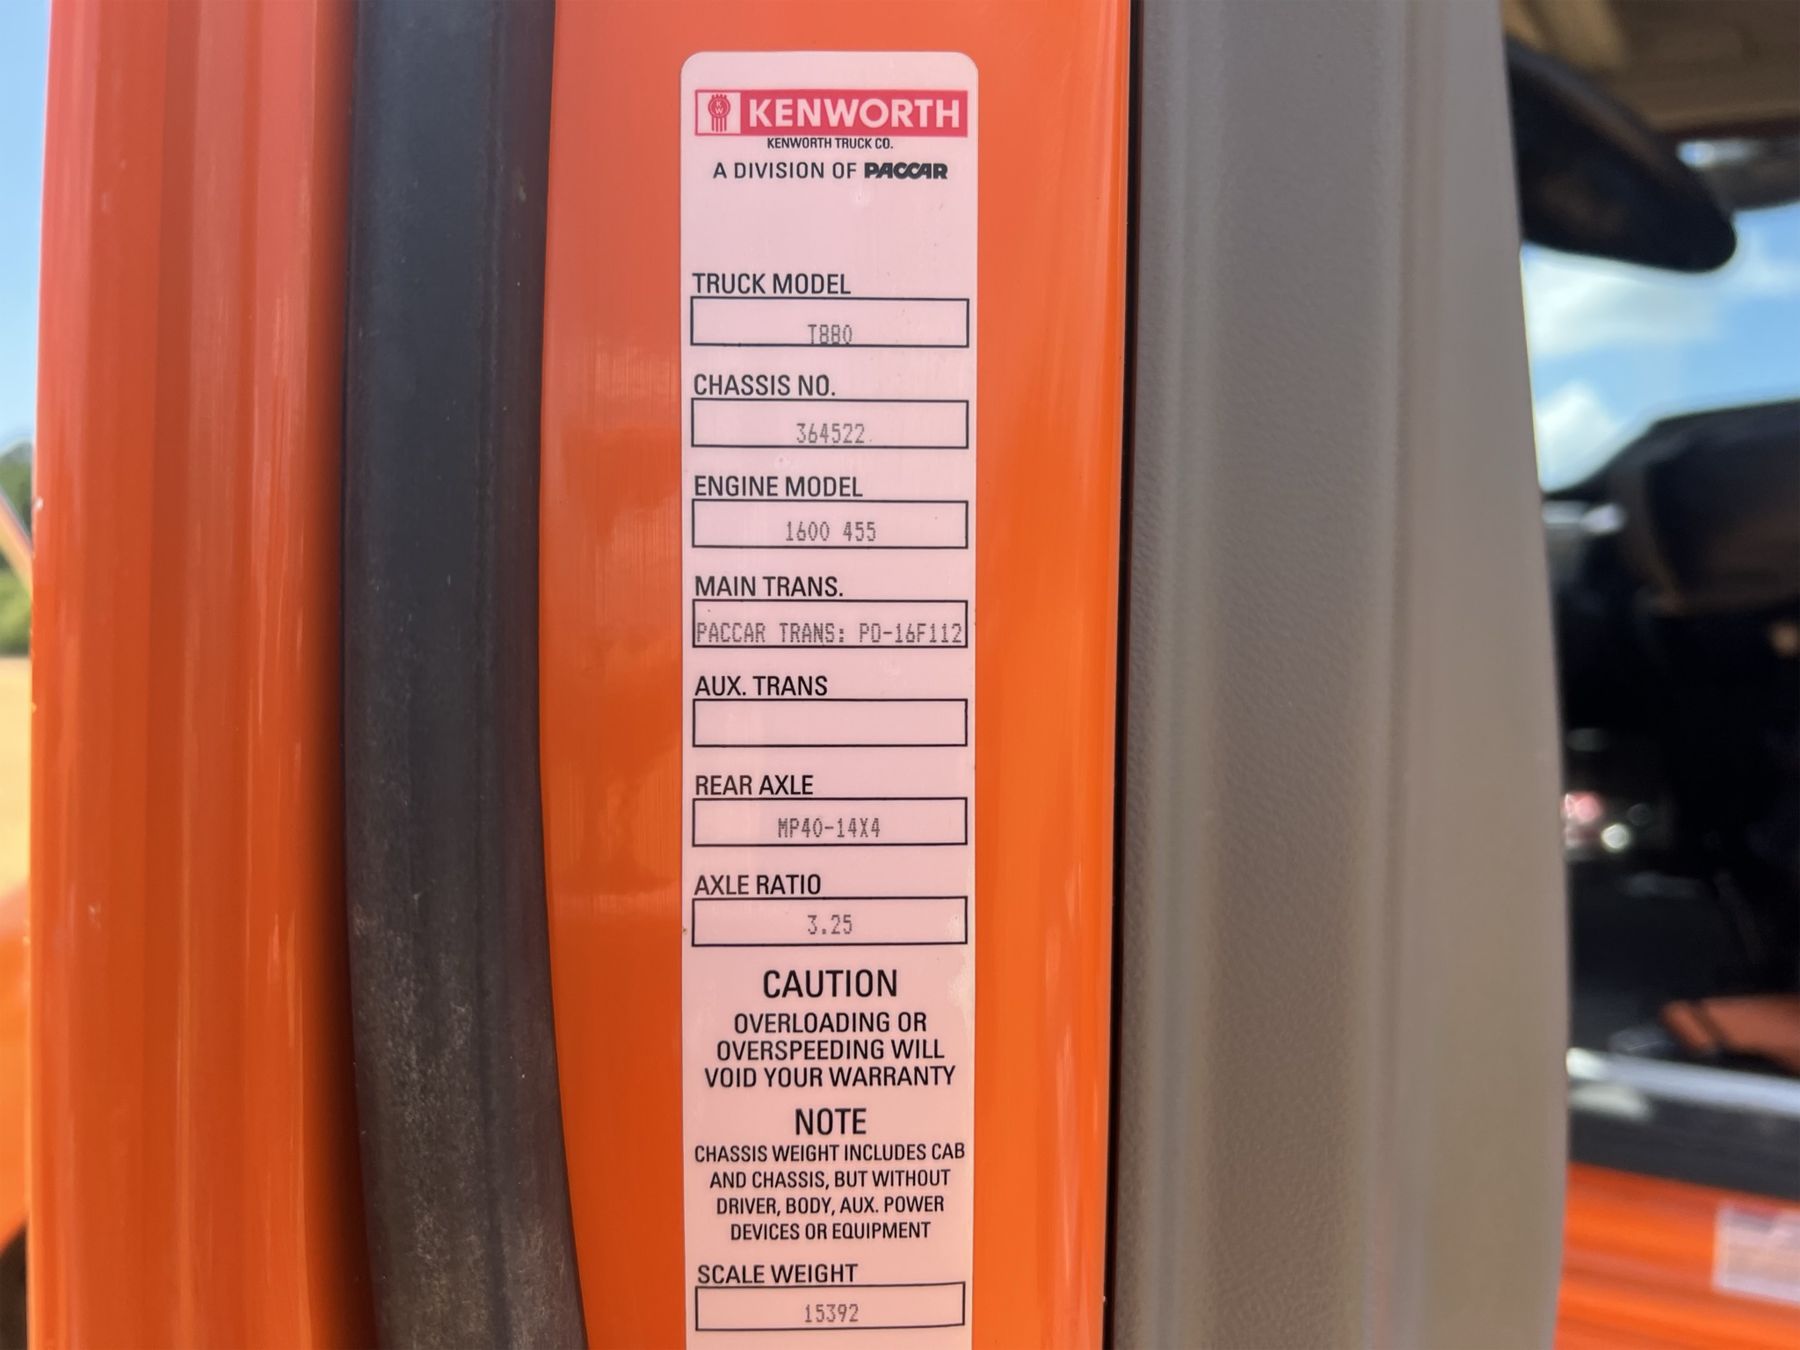 KW KENWORTH
KENWORTH TRUCK CO.
A DIVISION OF PACCAR
TRUCK MODEL
T880
CHASSIS NO.
364522
ENGINE MODEL
1600 455
MAIN TRANS.
PACCAR TRANS: PO-16F112
AUX. TRANS
REAR AXLE
MP40-14X4
AXLE RATIO
3.25
CAUTION
OVERLOADING OR
OVERSPEEDING WILL
VOID YOUR WARRANTY
NOTE
CHASSIS WEIGHT INCLUDES CAB
AND CHASSIS, BUT WITHOUT
DRIVER, BODY, AUX. POWER
DEVICES OR EQUIPMENT
SCALE WEIGHT
15392